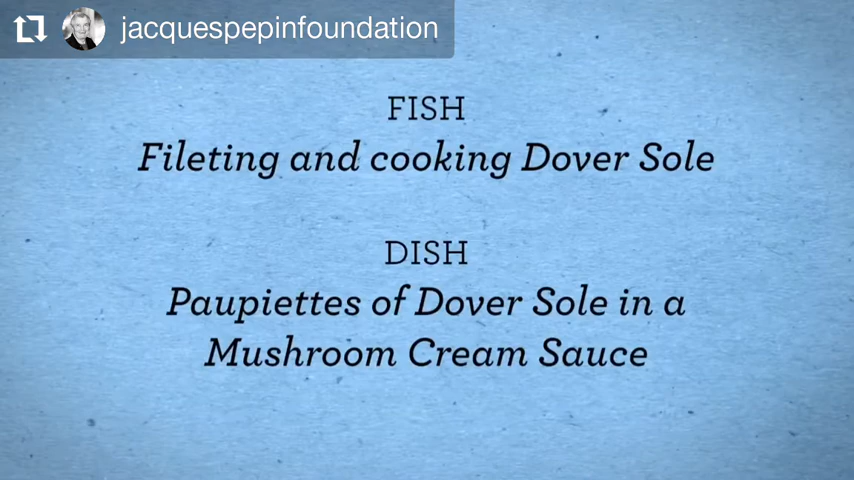 jacquespepinfoundation
FISH
Fileting and cooking Dover Sole
DISH
Paupiettes of Dover Sole in a
Mushroom Cream Sauce